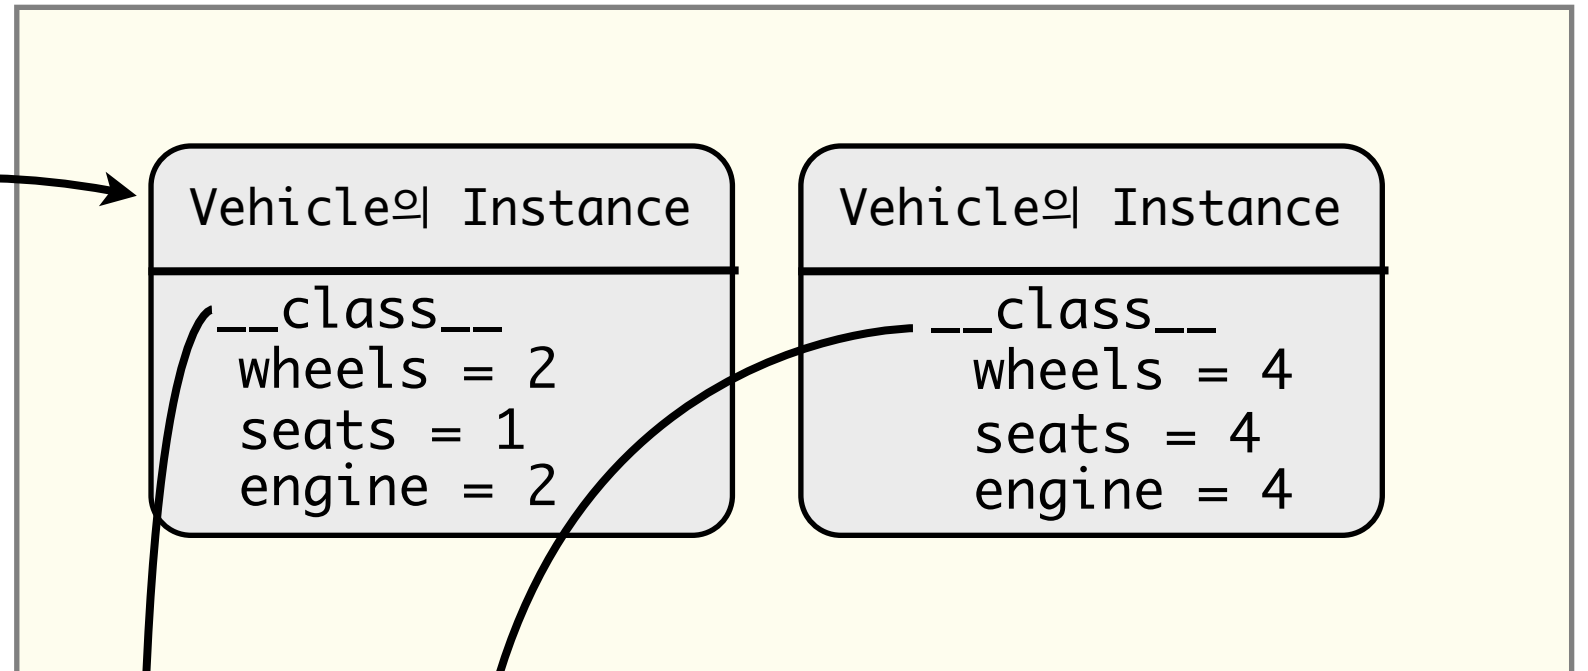 Vehicle의 Instance
__class__
wheels = 2
seats = 1
engine = 2
Vehicle의 Instance
__class__
wheels = 4
seats = 4
engine = 4